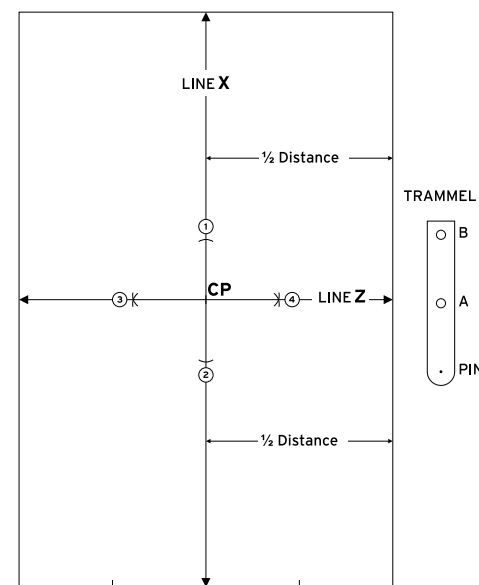 LINE X
½ Distance
TRAMMEL
B
1
CP
3
4
LINE Z
A
2
PIN
½ Distance